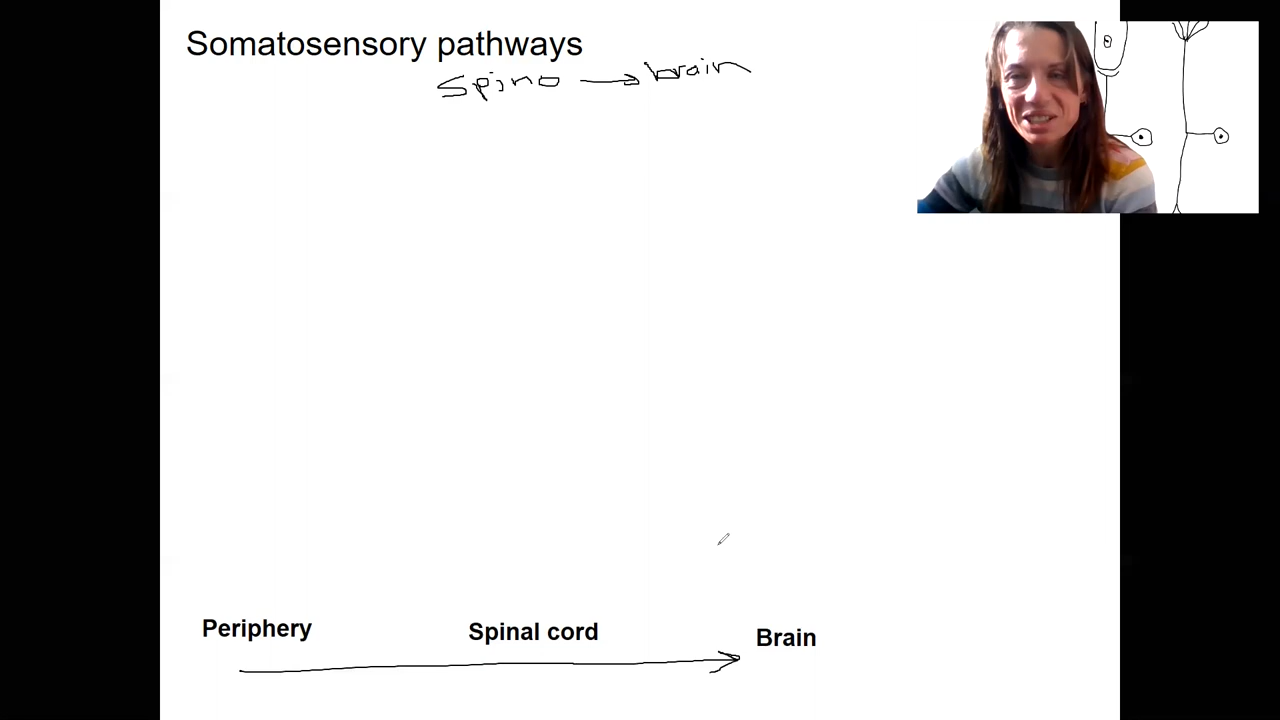 Somatosensory pathways
Spino → brain
Periphery
Spinal cord
Brain